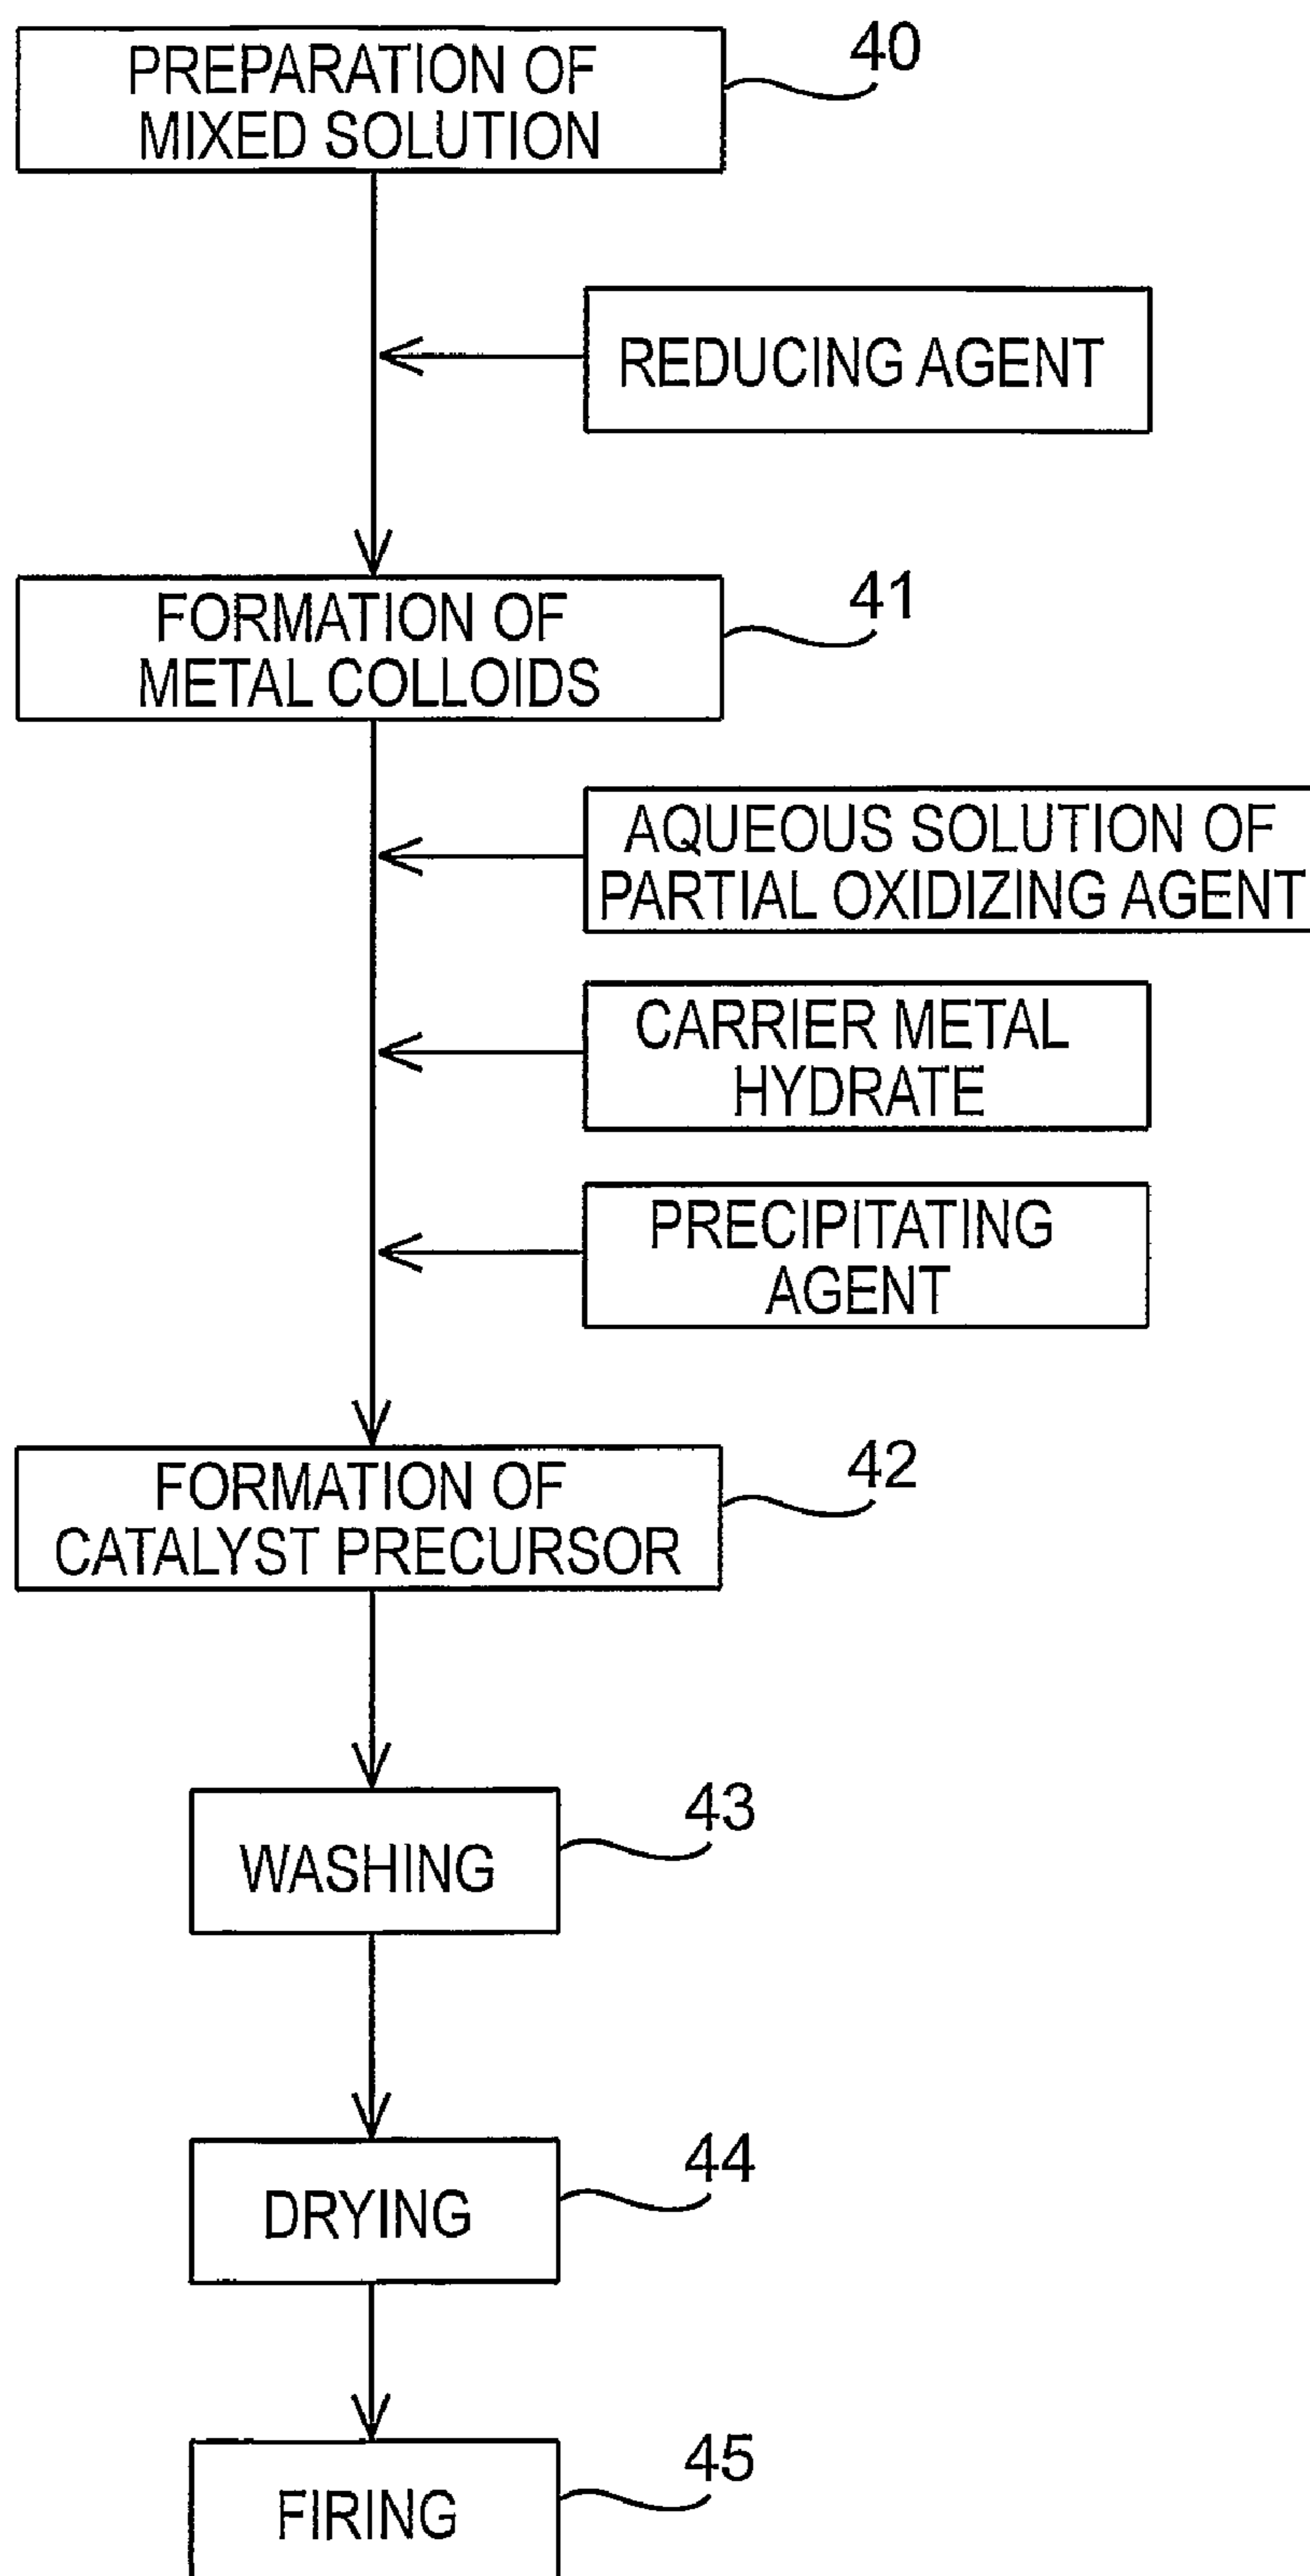 PREPARATION OF
MIXED SOLUTION
40
REDUCING AGENT
FORMATION OF
METAL COLLOIDS
41
AQUEOUS SOLUTION OF
PARTIAL OXIDIZING AGENT
CARRIER METAL
HYDRATE
PRECIPITATING
AGENT
FORMATION OF
CATALYST PRECURSOR
42
WASHING
43
DRYING
44
FIRING
45